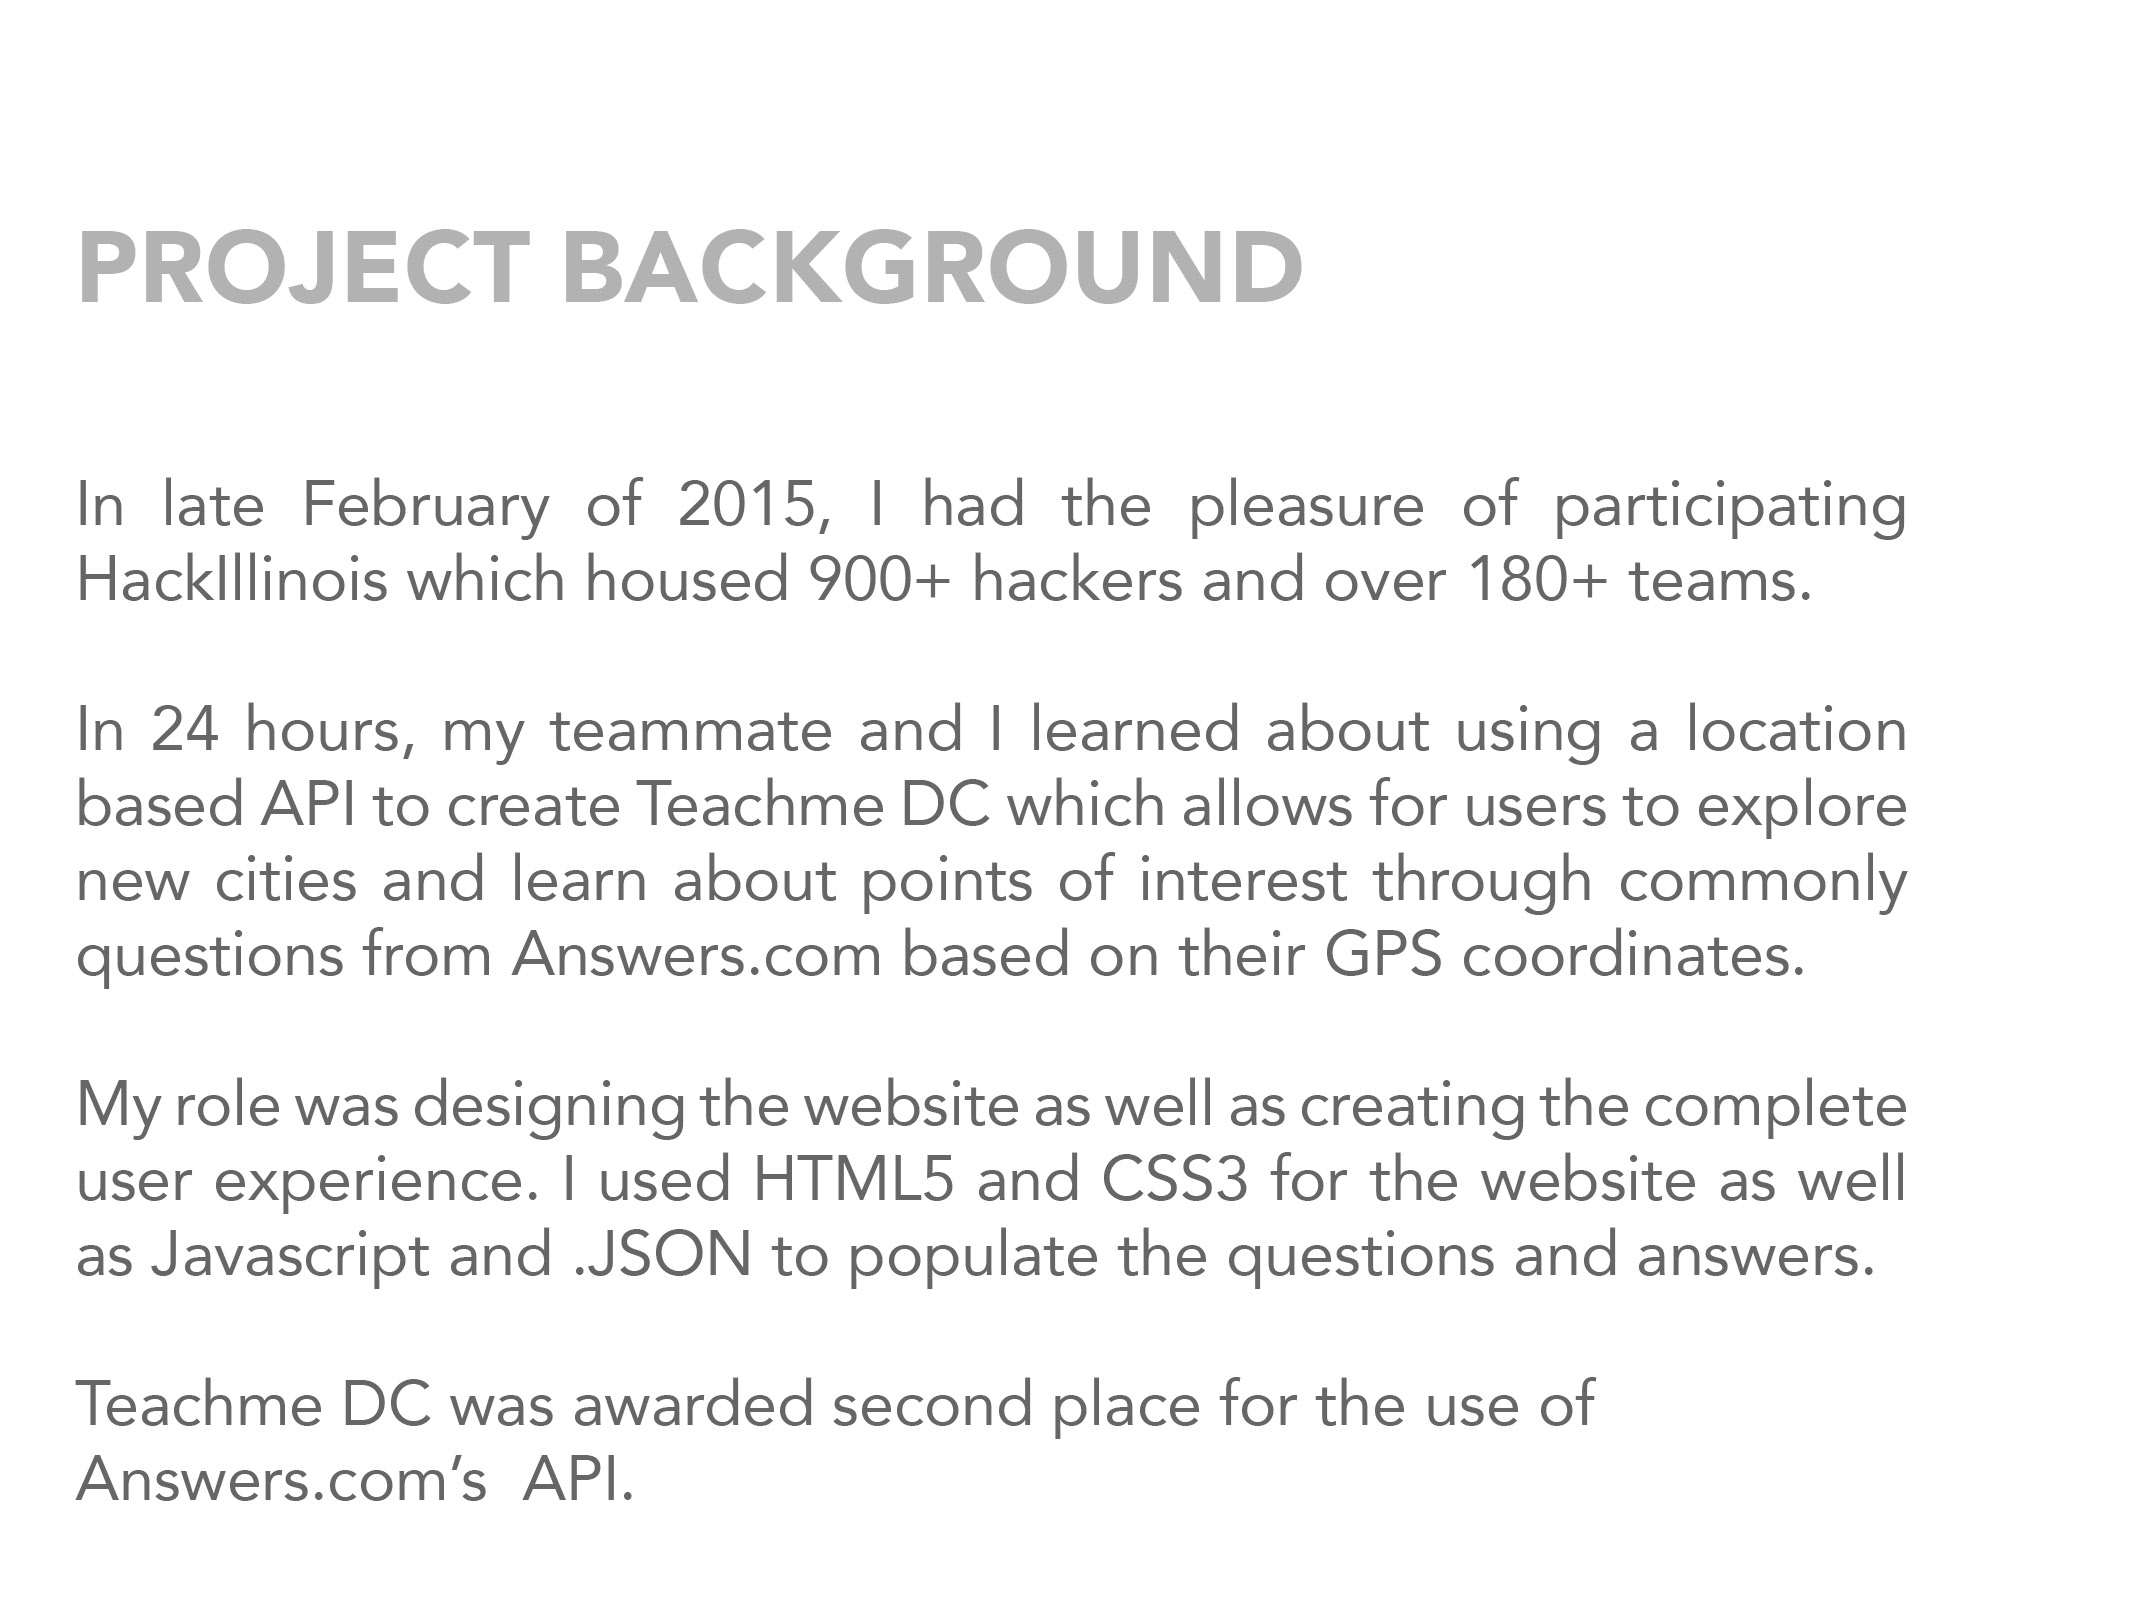 PROJECT BACKGROUND
In late February of 2015, I had the pleasure of participating
HackIllinois which housed 900+ hackers and over 180+ teams.
In 24 hours, my teammate and I learned about using a location
based API to create Teachme DC which allows for users to explore
new cities and learn about points of interest through commonly
questions from Answers.com based on their GPS coordinates.
My role was designing the website as well as creating the complete
user experience. I used HTML5 and CSS3 for the website as well
as Javascript and .JSON to populate the questions and answers.
Teachme DC was awarded second place for the use of
Answers.com’s  API.